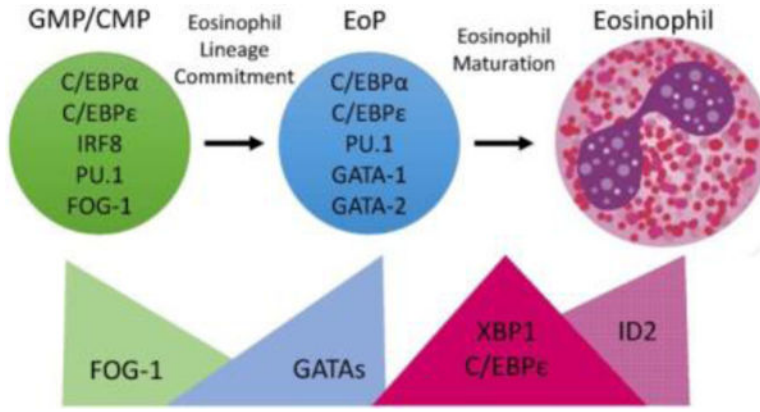 GMP/CMP
Eosinophil
Lineage
Commitment
EoP
Eosinophil
Maturation
Eosinophil
C/EBPα
C/EBPε
IRF8
PU.1
FOG-1
C/EBPα
C/EBPε
PU.1
GATA-1
GATA-2
FOG-1
GATAs
XBP1
C/EBPε
ID2